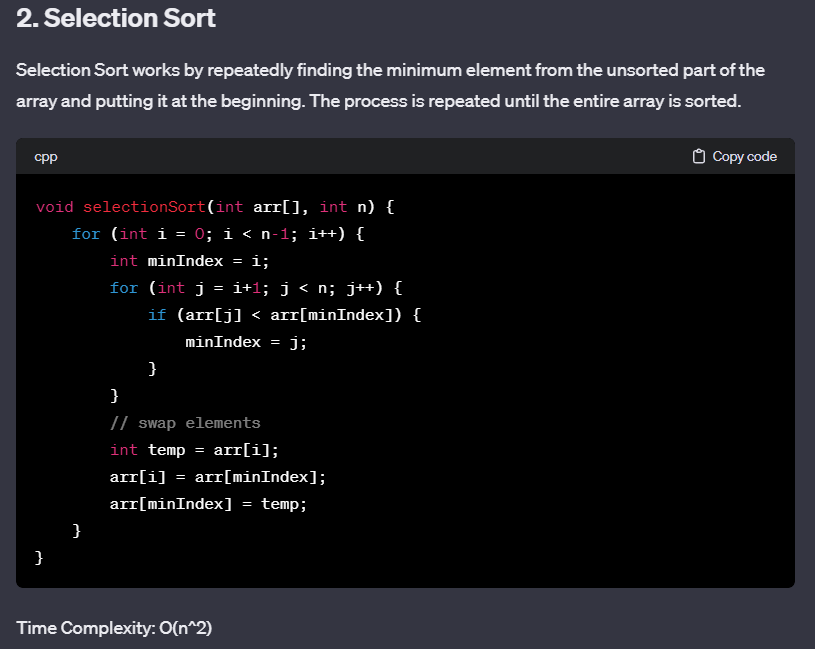 2. Selection Sort
Selection Sort works by repeatedly finding the minimum element from the unsorted part of the
array and putting it at the beginning. The process is repeated until the entire array is sorted.
cpp Copy code
void selectionSort(int arr[], int n) {
    for (int i = 0; i < n-1; i++) {
        int minIndex = i;
        for (int j = i+1; j < n; j++) {
            if (arr[j] < arr[minIndex]) {
                minIndex = j;
            }
        }
        // swap elements
        int temp = arr[i];
        arr[i] = arr[minIndex];
        arr[minIndex] = temp;
    }
}
Time Complexity: O(n^2)